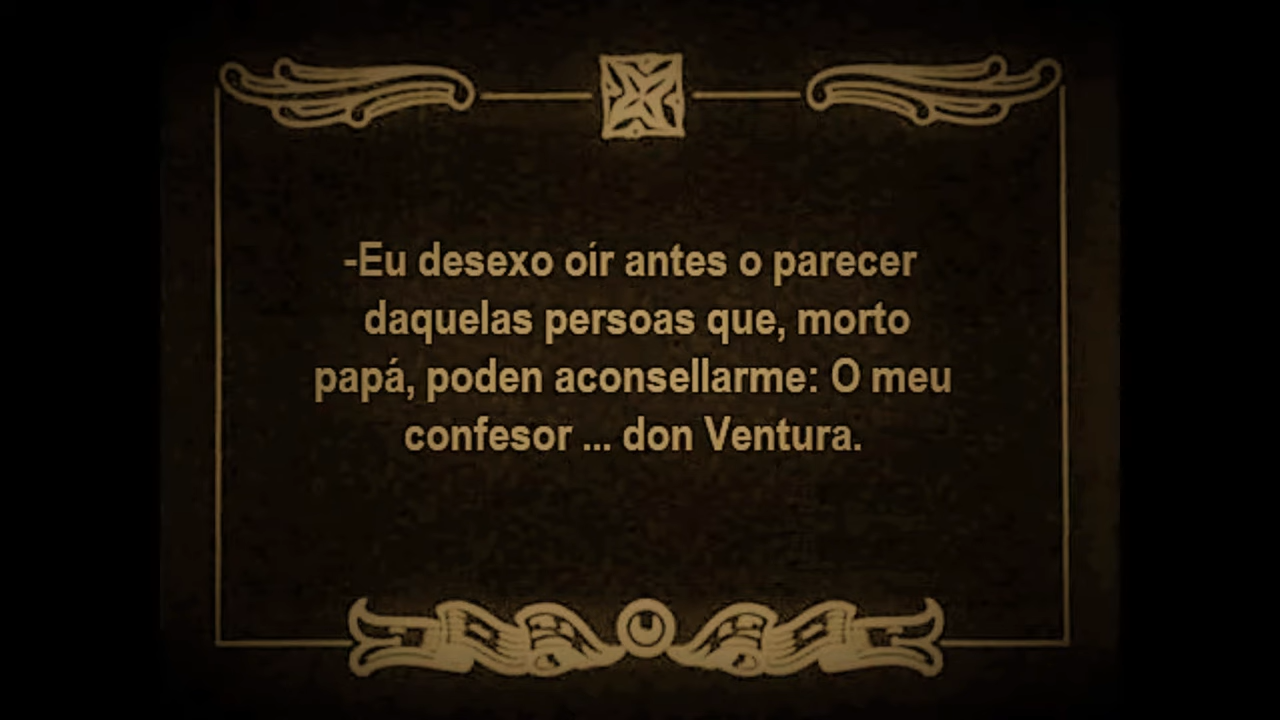 -Eu desexo oír antes o parecer
daquelas persoas que, morto
papá, poden aconsellarme: O meu
confesor ... don Ventura.